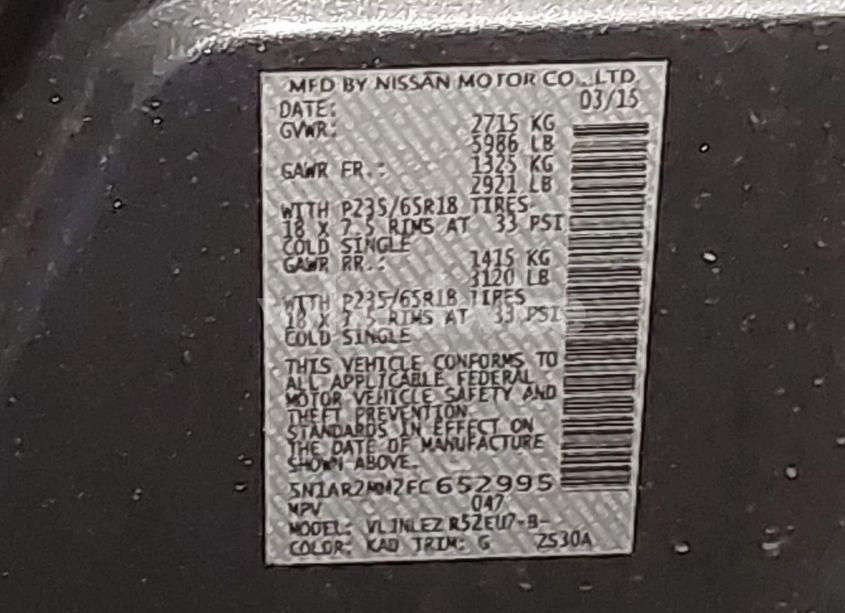 MFD BY NISSAN MOTOR CO., LTD.
DATE: 03/15
GVWR: 2715 KG
5986 LB
GAWR FR.: 1325 KG
2921 LB
WITH P235/65R18 TIRES
18 X 7.5 RIMS AT 33 PSI
COLD SINGLE
GAWR RR.: 1415 KG
3120 LB
WITH P235/65R18 TIRES
18 X 7.5 RIMS AT 33 PSI
COLD SINGLE
THIS VEHICLE CONFORMS TO
ALL APPLICABLE FEDERAL
MOTOR VEHICLE SAFETY AND
THEFT PREVENTION
STANDARDS IN EFFECT ON
THE DATE OF MANUFACTURE
SHOWN ABOVE.
5N1AR2MM2FC652995
MPV 047
MODEL: R52EU7-B-
COLOR: KAD TRIM: G 2530A